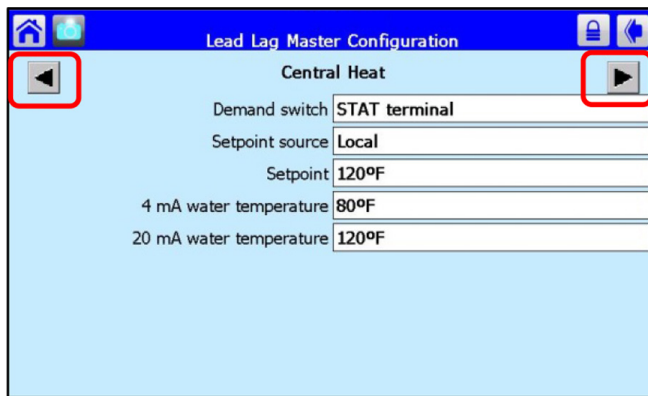 Lead Lag Master Configuration
Central Heat
Demand switch STAT terminal
Setpoint source Local
Setpoint 120ºF
4 mA water temperature 80ºF
20 mA water temperature 120ºF